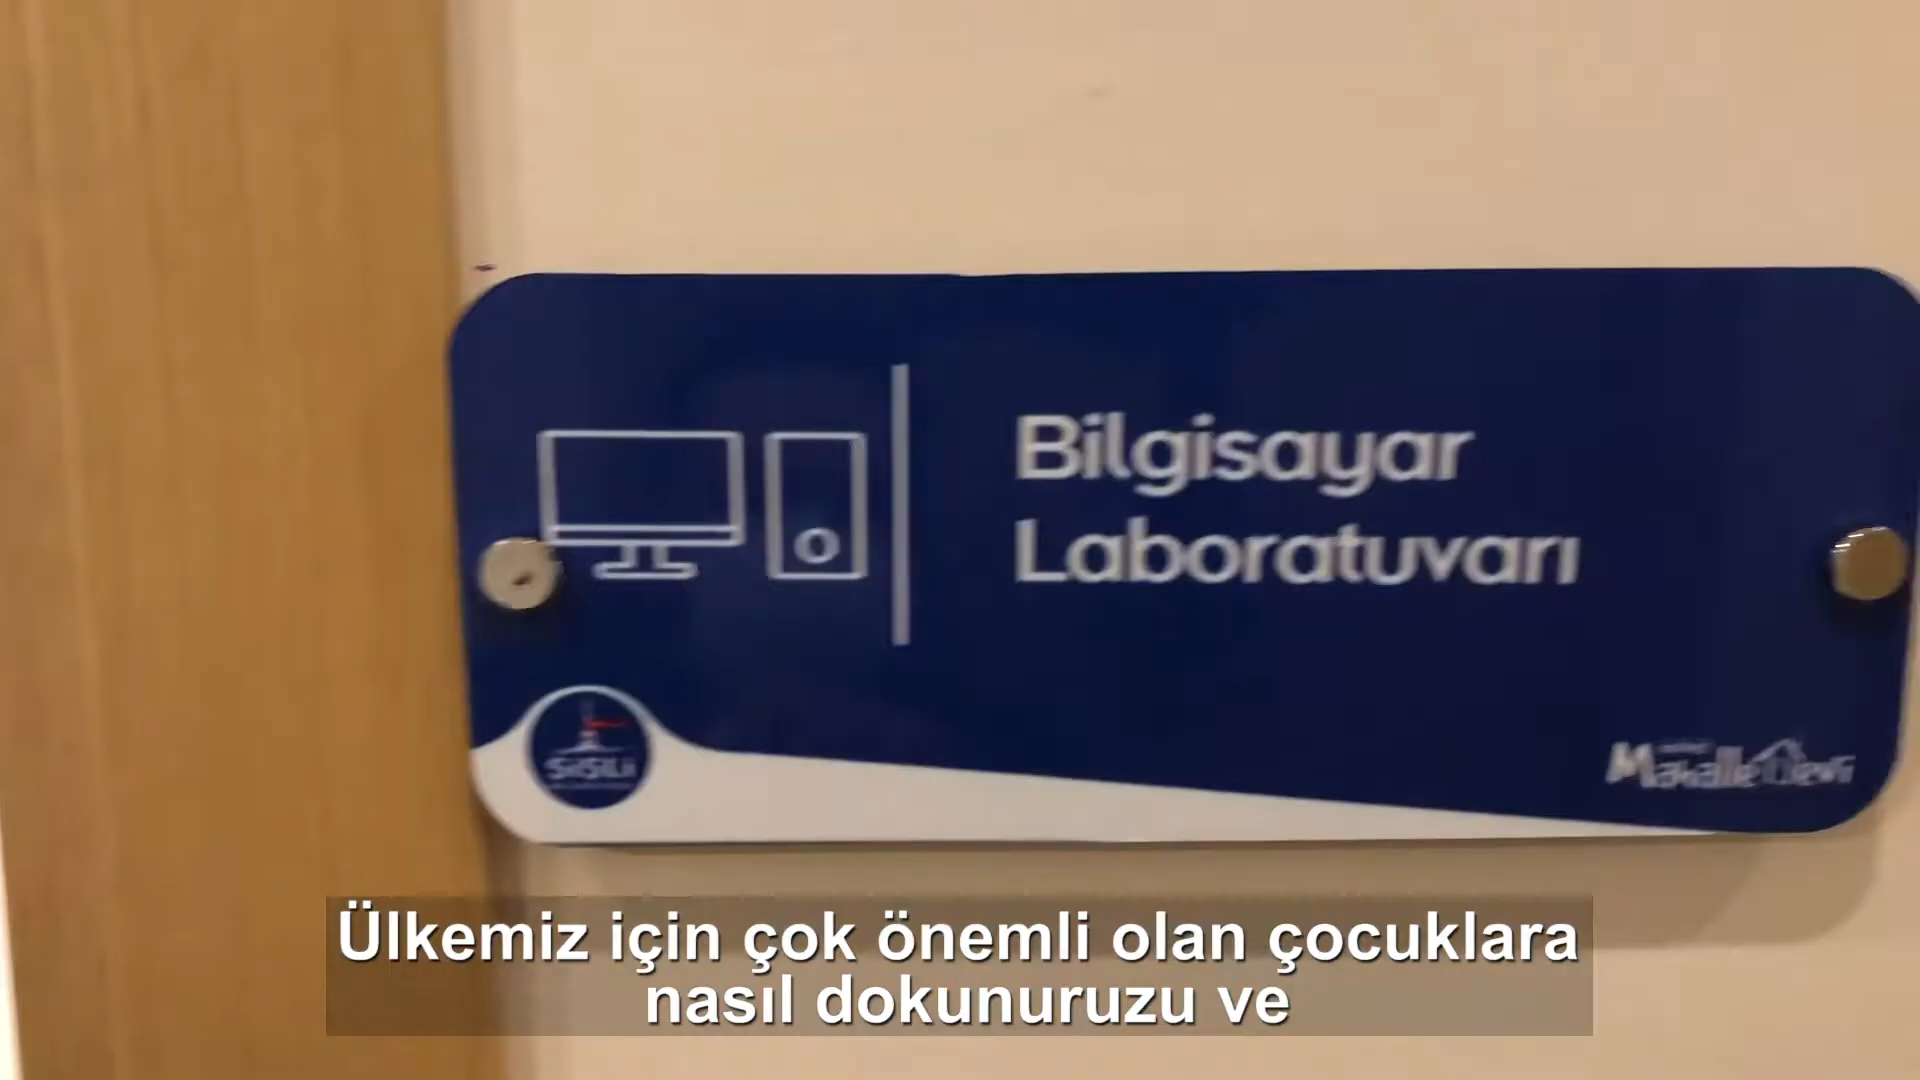 Bilgisayar
Laboratuvarı
Ülkemiz için çok önemli olan çocuklara
nasıl dokunuruzu ve